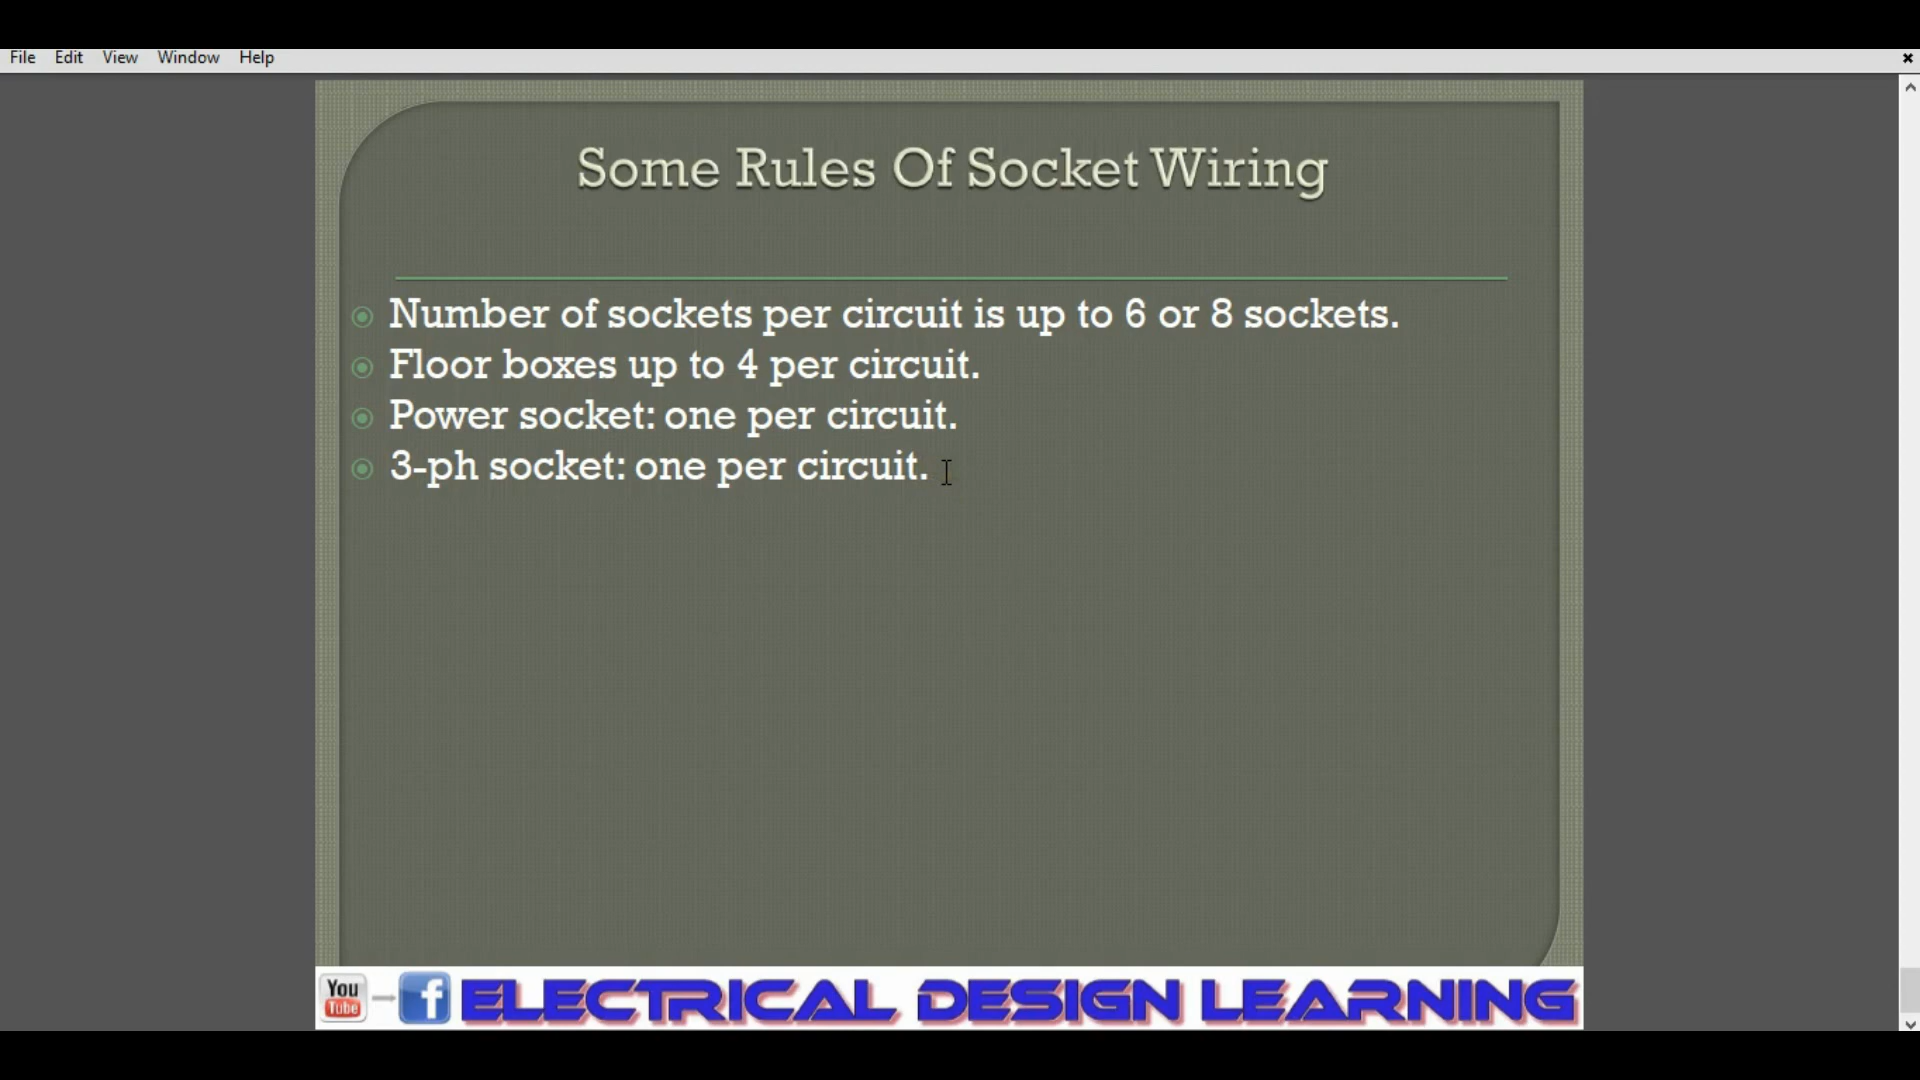 File Edit View Window Help
Some Rules Of Socket Wiring
Number of sockets per circuit is up to 6 or 8 sockets.
Floor boxes up to 4 per circuit.
Power socket: one per circuit.
3-ph socket: one per circuit.
You Tube f ELECTRICAL DESIGN LEARNING